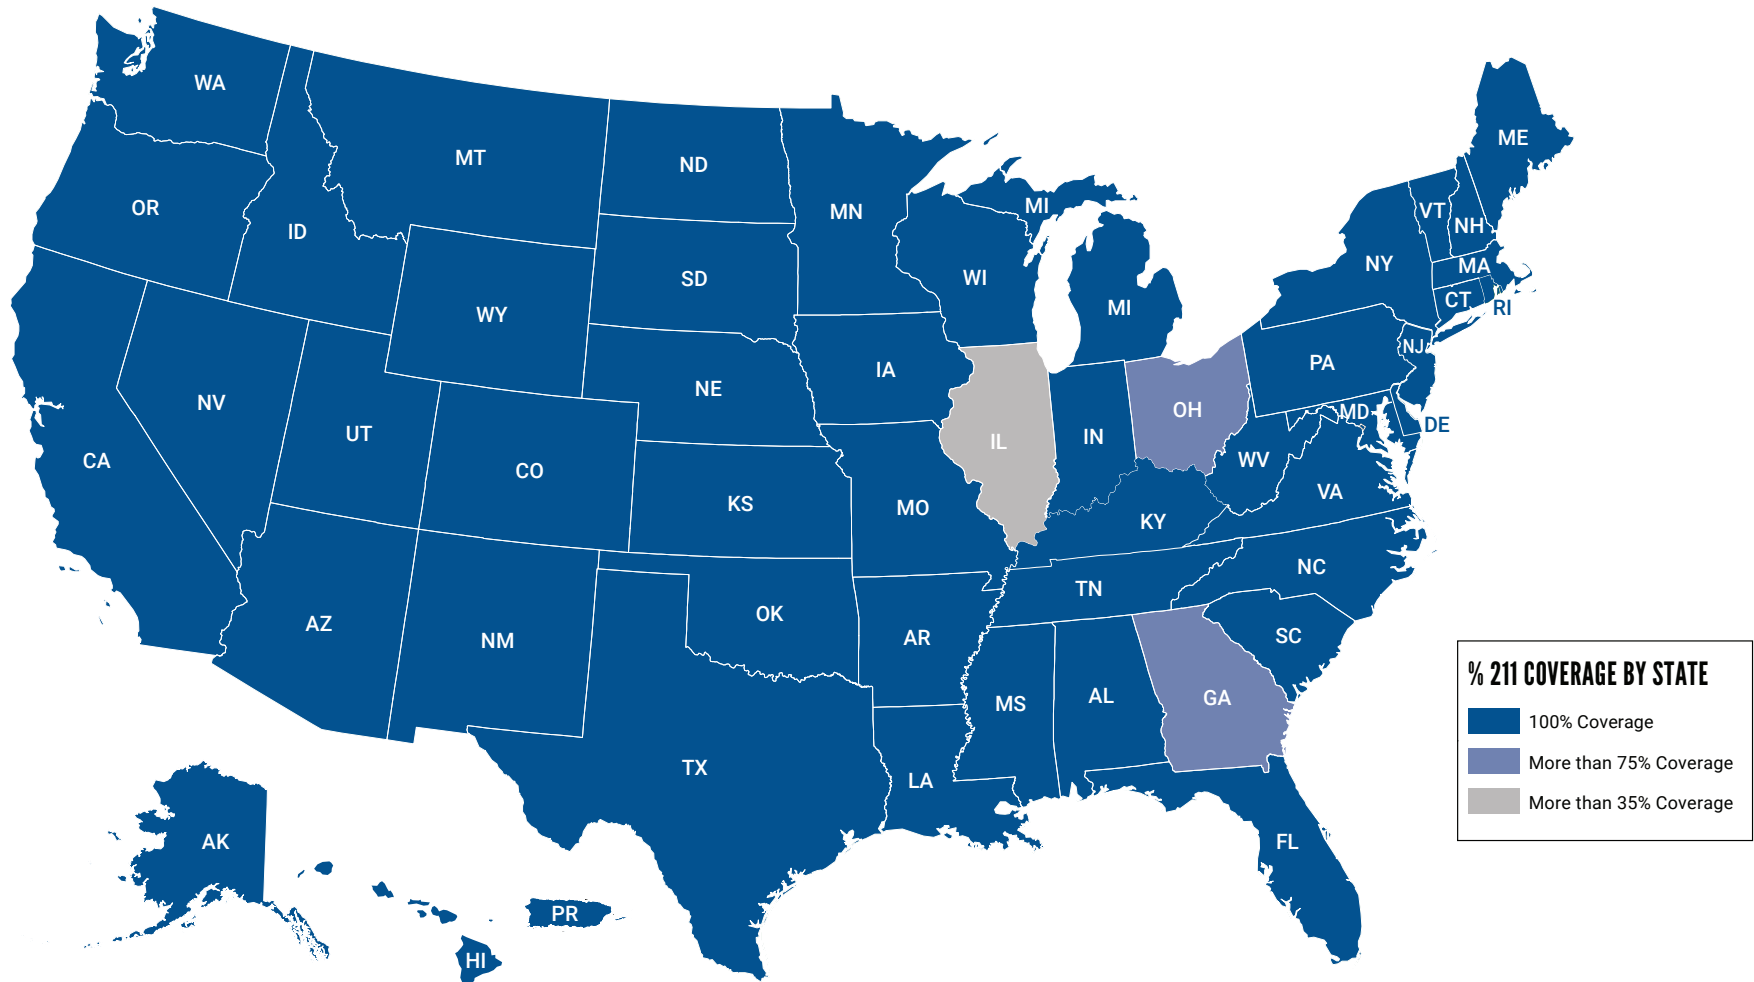 WA
MT
ND
MN
OR
ID
WY
SD
WI
MI
MI
ME
VT
NH
NY
MA
CT
RI
NV
UT
CA
CO
NE
IA
KS
MO
IL
IN
OH
PA
NJ
MD
DE
WV
VA
KY
NC
TN
SC
AZ
NM
OK
AR
MS
AL
GA
TX
LA
FL
AK
HI
PR
% 211 COVERAGE BY STATE
100% Coverage
More than 75% Coverage
More than 35% Coverage